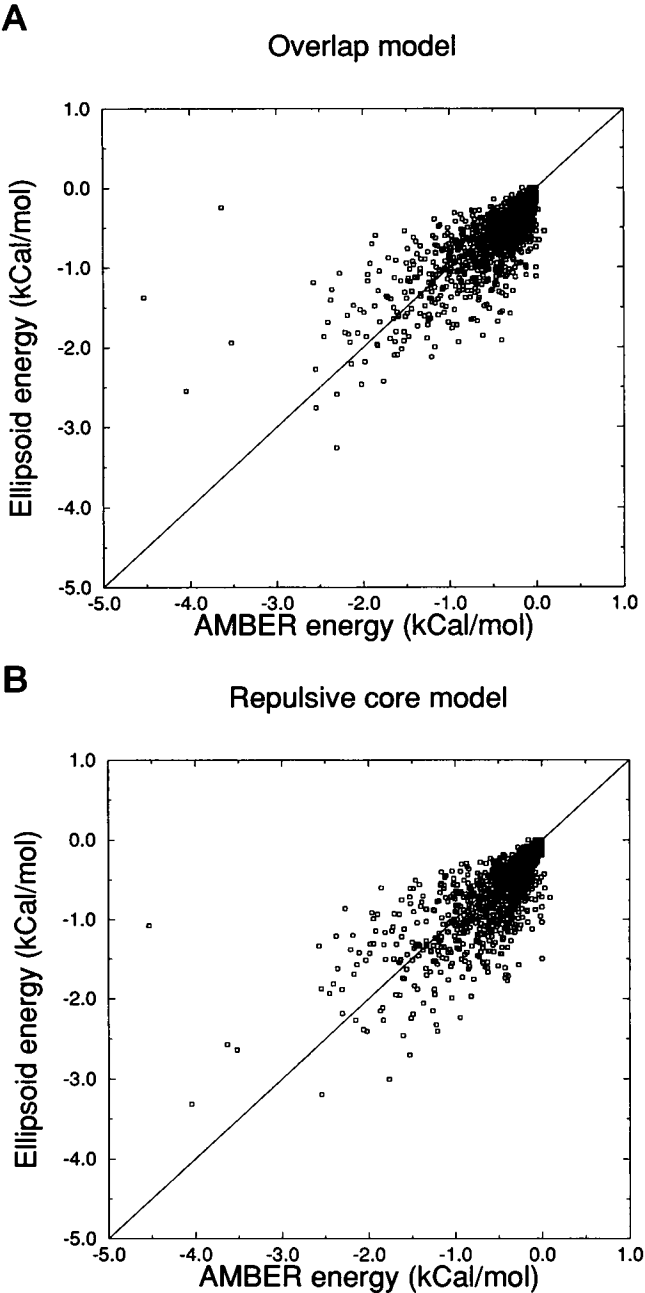 A
Overlap model
1.0
0.0
-1.0
-2.0
-3.0
-4.0
-5.0
Ellipsoid energy (kCal/mol)
-5.0 -4.0 -3.0 -2.0 -1.0 0.0 1.0
AMBER energy (kCal/mol)
B
Repulsive core model
1.0
0.0
-1.0
-2.0
-3.0
-4.0
-5.0
Ellipsoid energy (kCal/mol)
-5.0 -4.0 -3.0 -2.0 -1.0 0.0 1.0
AMBER energy (kCal/mol)